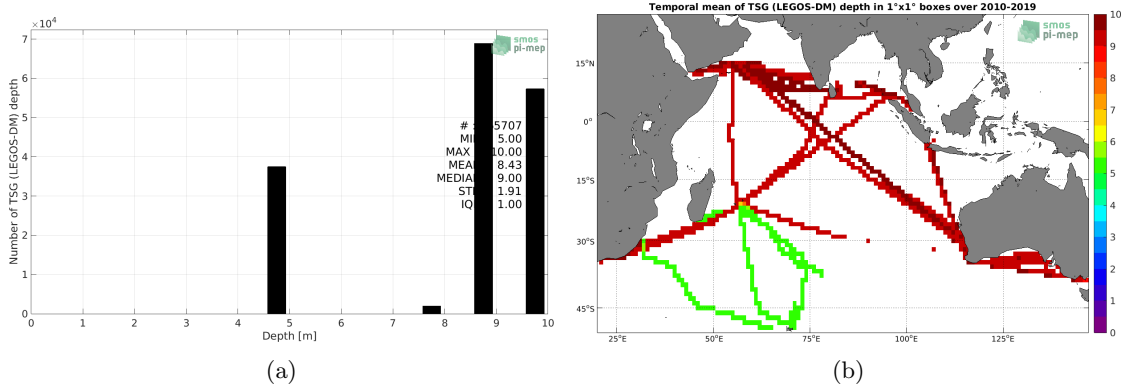 ×10⁴
smos
pi-mep
7
6
5
4
3
2
1
0
Number of TSG (LEGOS-DM) depth
# 5707
5.00
MAX 10.00
8.43
9.00
1.91
1.00
0 1 2 3 4 5 6 7 8 9 10
Depth [m]
(a)
Temporal mean of TSG (LEGOS-DM) depth in 1°x1° boxes over 2010-2019
smos
pi-mep
15°N
0°
15°S
30°S
45°S
25°E 50°E 75°E 100°E 125°E
10
9
8
7
6
5
4
3
2
1
0
(b)